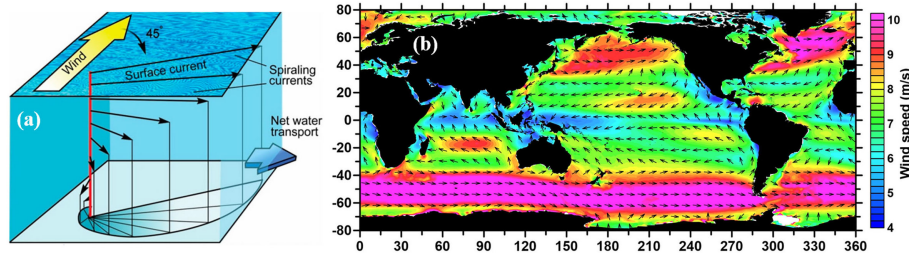 (a)
Wind
45°
Surface current
Spiraling
currents
Net water
transport
(b)
80
60
40
20
0
-20
-40
-60
-80
0 30 60 90 120 150 180 210 240 270 300 330 360
10
9
8
7
6
5
4
Wind speed (m/s)